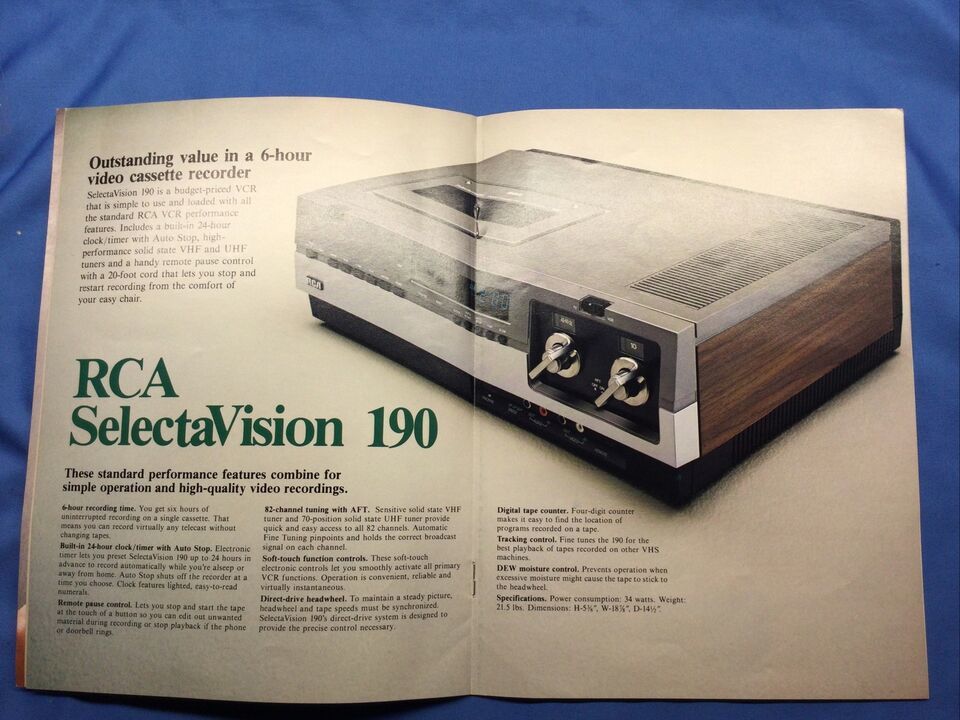 Outstanding value in a 6-hour
video cassette recorder
SelectaVision 190 is a budget-priced VCR
that is simple to use and loaded with all
the standard RCA VCR performance
features. Includes a built-in 24-hour
clock/timer with Auto Stop, high-
performance solid state VHF and UHF
tuners and a handy remote pause control
with a 20-foot cord that lets you stop and
restart recording from the comfort of
your easy chair.
RCA
10
RCA
SelectaVision 190
These standard performance features combine for
simple operation and high-quality video recordings.
6-hour recording time. You get six hours of
uninterrupted recording on a single cassette. That
means you can record virtually any telecast without
changing tapes.
Built-in 24-hour clock/timer with Auto Stop. Electronic
timer lets you preset SelectaVision 190 up to 24 hours in
advance to record automatically while you're asleep or
away from home. Auto Stop shuts off the recorder at a
time you choose. Clock features lighted, easy-to-read
numerals.
Remote pause control. Lets you stop and start the tape
at the touch of a button so you can edit out unwanted
material during recording or stop playback if the phone
or doorbell rings.
82-channel tuning with AFT. Sensitive solid state VHF
tuner and 70-position solid state UHF tuner provide
quick and easy access to all 82 channels. Automatic
Fine Tuning pinpoints and holds the correct broadcast
signal on each channel.
Soft-touch function controls. These soft-touch
electronic controls let you smoothly activate all primary
VCR functions. Operation is convenient, reliable and
virtually instantaneous.
Direct-drive headwheel. To maintain a steady picture,
headwheel and tape speeds must be synchronized.
SelectaVision 190's direct-drive system is designed to
provide the precise control necessary.
Digital tape counter. Four-digit counter
makes it easy to find the location of
programs recorded on a tape.
Tracking control. Fine tunes the 190 for the
best playback of tapes recorded on other VHS
machines.
DEW moisture control. Prevents operation when
excessive moisture might cause the tape to stick to
the headwheel.
Specifications. Power consumption: 34 watts. Weight:
21.5 lbs. Dimensions: H-5⅞", W-18⅞", D-14½".